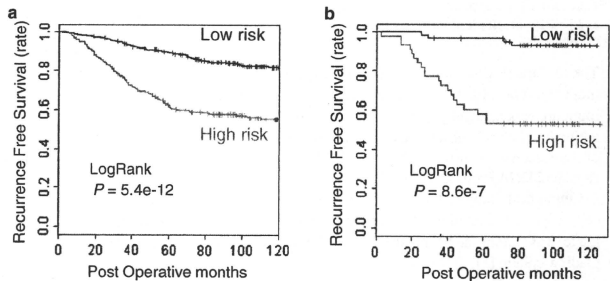 a
Recurrence Free Survival (rate)
1.0
0.8
0.6
0.4
0.2
0.0
Low risk
High risk
LogRank
P = 5.4e-12
0 20 40 60 80 100 120
Post Operative months
b
Recurrence Free Survival (rate)
1.0
0.8
0.6
0.4
0.2
0.0
Low risk
High risk
LogRank
P = 8.6e-7
0 20 40 60 80 100 120
Post Operative months